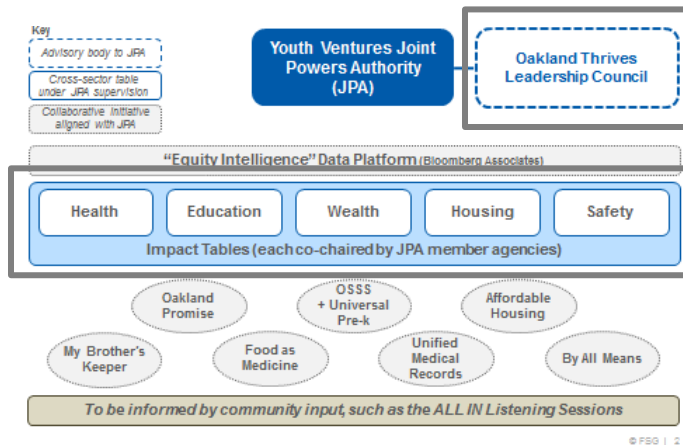 Key
Advisory body to JPA
Cross-sector table
under JPA supervision
Collaborative initiative
aligned with JPA
Youth Ventures Joint
Powers Authority
(JPA)
Oakland Thrives
Leadership Council
“Equity Intelligence” Data Platform (Bloomberg Associates)
Health
Education
Wealth
Housing
Safety
Impact Tables (each co-chaired by JPA member agencies)
Oakland
Promise
OSSS
+ Universal
Pre-k
Affordable
Housing
My Brother's
Keeper
Food as
Medicine
Unified
Medical
Records
By All Means
To be informed by community input, such as the ALL IN Listening Sessions
© FSG | 2